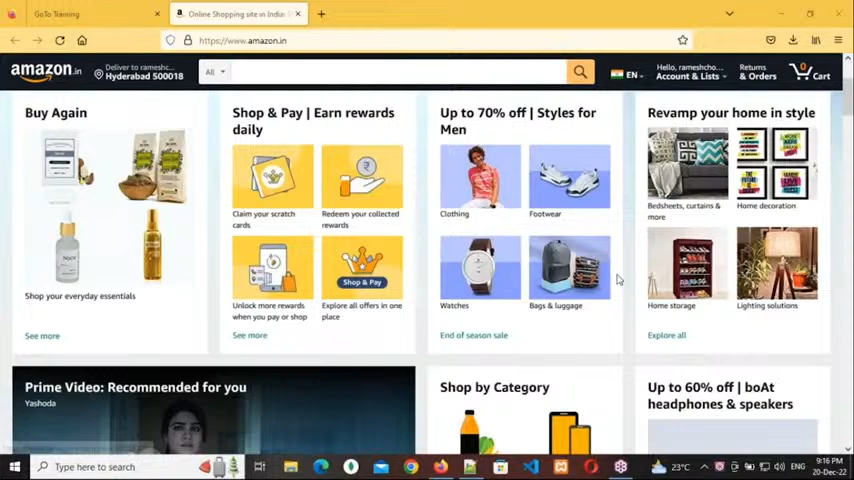 GoTo Training
Online Shopping site in India:
https://www.amazon.in
amazon.in
Deliver to rameshc...
Hyderabad 500018
All
EN
Hello, rameshcho...
Account & Lists
Returns
& Orders
0
Cart
Buy Again
Shop your everyday essentials
See more
Shop & Pay | Earn rewards
daily
Claim your scratch
cards
Redeem your collected
rewards
Shop & Pay
Unlock more rewards
when you pay or shop
Explore all offers in one
place
See more
Up to 70% off | Styles for
Men
Clothing
Footwear
Watches
Bags & luggage
End of season sale
Revamp your home in style
Bedsheets, curtains &
more
Home decoration
Home storage
Lighting solutions
Explore all
Prime Video: Recommended for you
Yashoda
Shop by Category
Up to 60% off | boAt
headphones & speakers
Type here to search
23°C
ENG
9:16 PM
20-Dec-22